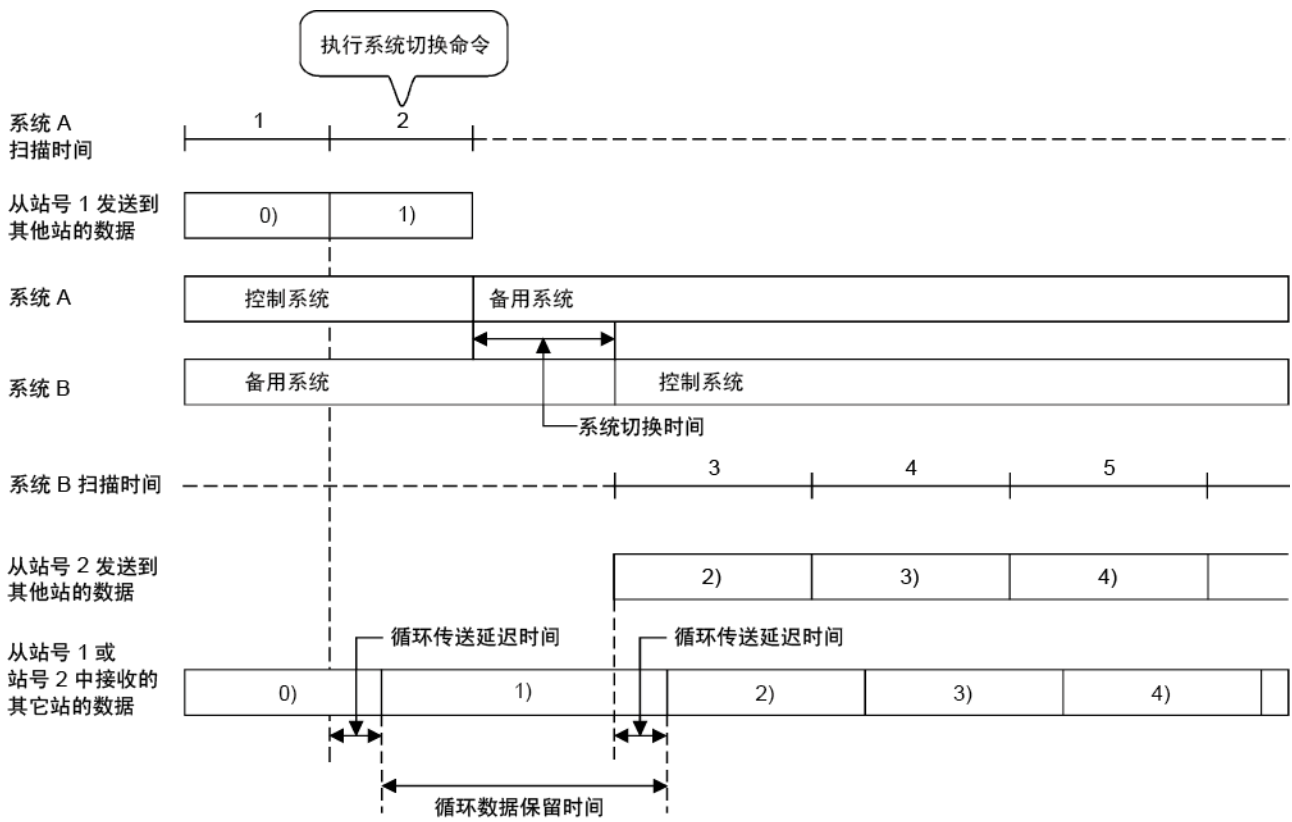 执行系统切换命令
系统 A
扫描时间
1
2
从站号 1 发送到
其他站的数据
0)
1)
系统 A
控制系统
备用系统
系统 B
备用系统
控制系统
系统切换时间
系统 B 扫描时间
3
4
5
从站号 2 发送到
其他站的数据
2)
3)
4)
循环传送延迟时间
循环传送延迟时间
从站号 1 或
站号 2 中接收的
其它站的数据
0)
1)
2)
3)
4)
循环数据保留时间